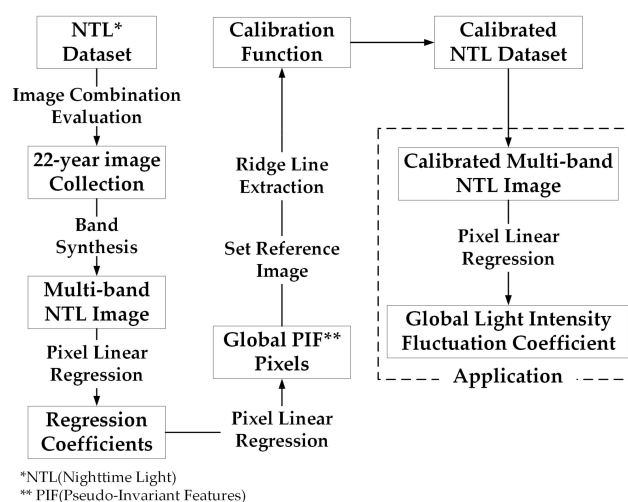 NTL*
Dataset
Image Combination
Evaluation
22-year image
Collection
Band
Synthesis
Multi-band
NTL Image
Pixel Linear
Regression
Regression
Coefficients
Pixel Linear
Regression
Global PIF**
Pixels
Set Reference
Image
Ridge Line
Extraction
Calibration
Function
Calibrated
NTL Dataset
Calibrated Multi-band
NTL Image
Pixel Linear
Regression
Global Light Intensity
Fluctuation Coefficient
Application
*NTL(Nighttime Light)
** PIF(Pseudo-Invariant Features)